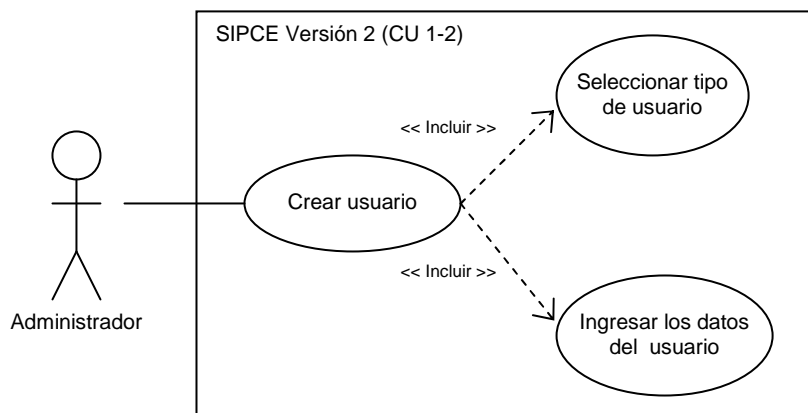 SIPCE Versión 2 (CU 1-2)
Seleccionar tipo
de usuario
<< Incluir >>
Crear usuario
<< Incluir >>
Administrador
Ingresar los datos
del usuario